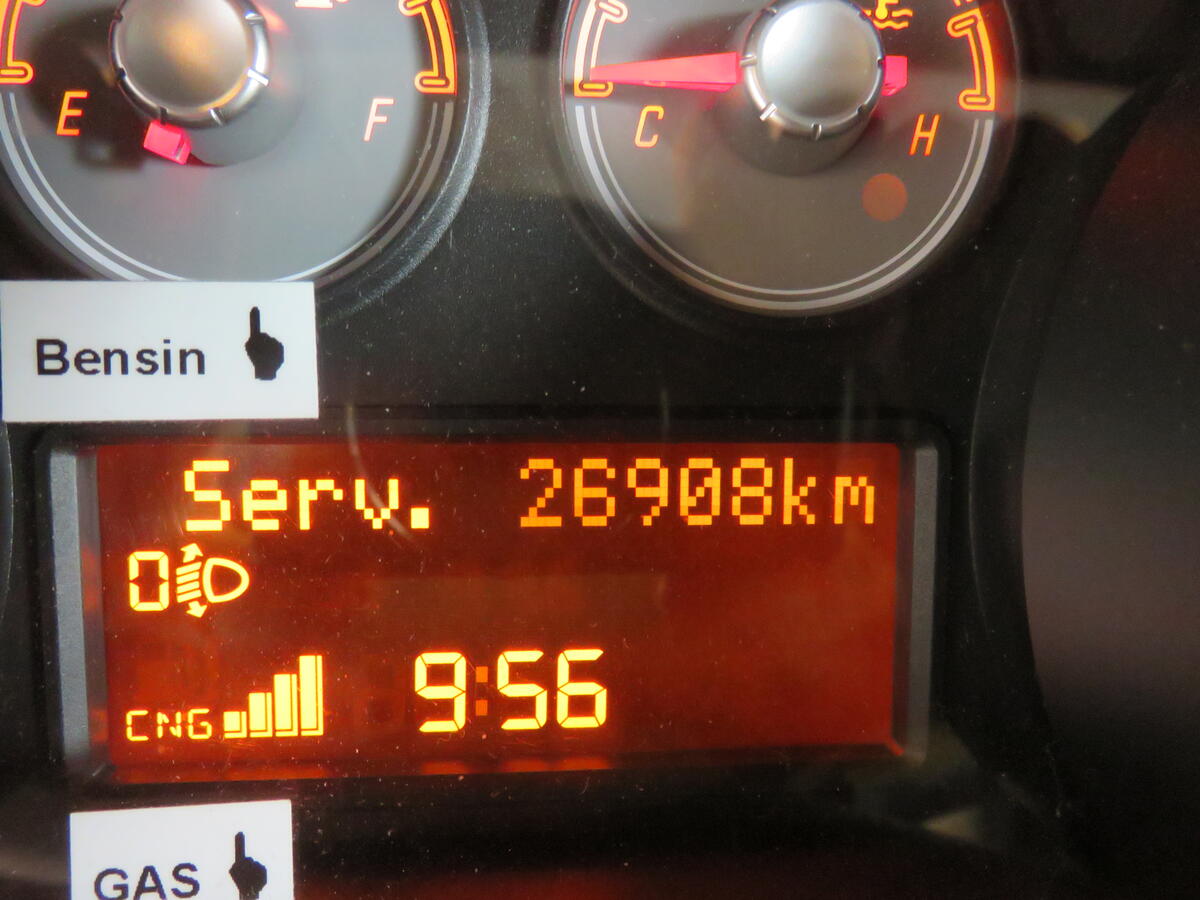 E F
C H
Bensin
Serv. 26908km
0
CNG 9:56
GAS